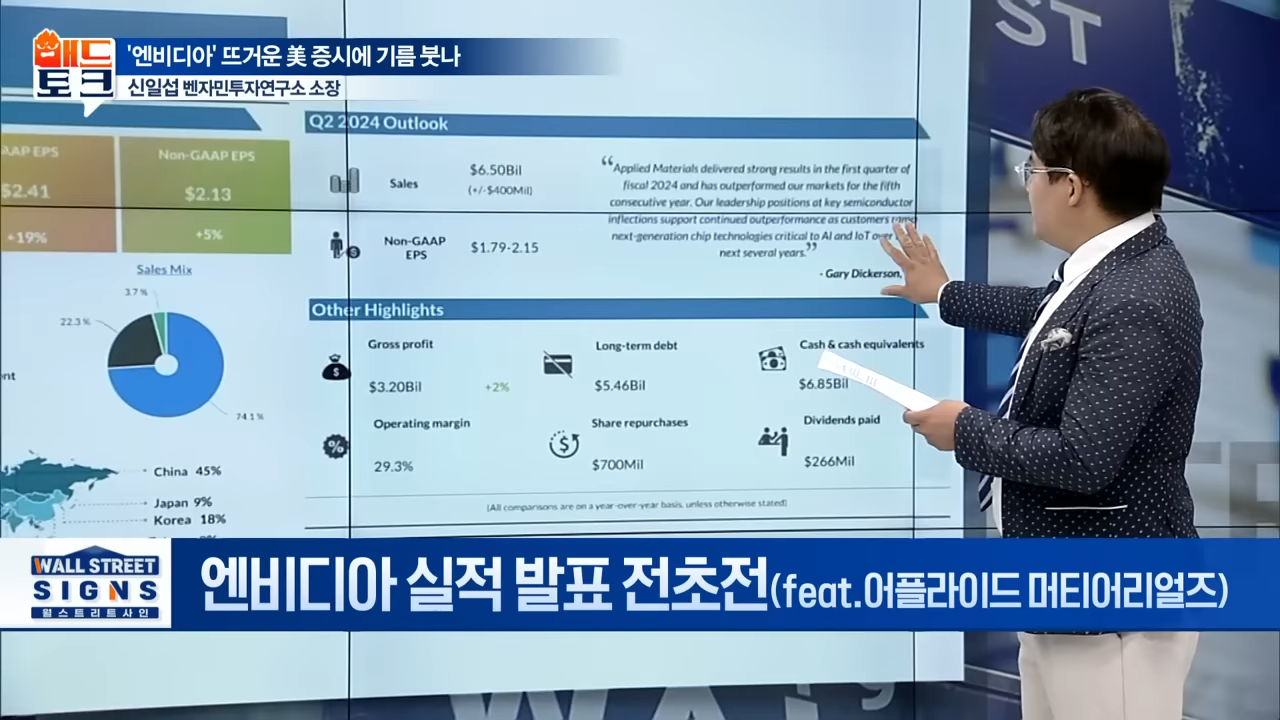 매드
토크
'엔비디아' 뜨거운 美 증시에 기름 붓나
신일섭 벤자민투자연구소 소장
ST
AAP EPS
$2.41
+19%
Non-GAAP EPS
$2.13
+5%
Sales Mix
3.7%
22.3%
74.1%
nt
China 45%
Japan 9%
Korea 18%
Q2 2024 Outlook
Sales
$6.50Bil
(+/-$400Mil)
Non-GAAP
EPS
$1.79-2.15
“Applied Materials delivered strong results in the first quarter of
fiscal 2024 and has outperformed our markets for the fifth
consecutive year. Our leadership positions at key semiconductor
inflections support continued outperformance as customers ramp
next-generation chip technologies critical to AI and IoT over
next several years.”
- Gary Dickerson,
Other Highlights
Gross profit
$3.20Bil +2%
Long-term debt
$5.46Bil
Cash & cash equivalents
$6.85Bil
Operating margin
29.3%
Share repurchases
$700Mil
Dividends paid
$266Mil
(All comparisons are on a year-over-year basis, unless otherwise stated)
WALL STREET
SIGNS
월스트리트사인
엔비디아 실적 발표 전초전(feat.어플라이드 머티어리얼즈)